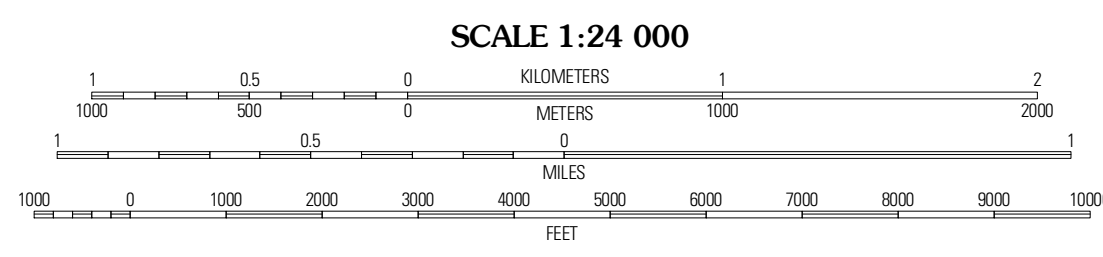 SCALE 1:24 000
1 0.5 0 KILOMETERS 1 2
1000 500 0 METERS 1000 2000
1 0.5 0 1
MILES
1000 0 1000 2000 3000 4000 5000 6000 7000 8000 9000 1000
FEET